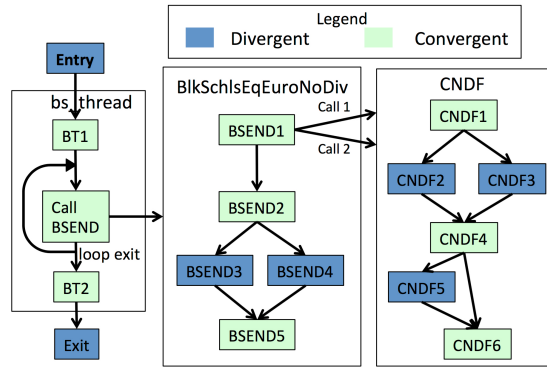 Legend
Divergent
Convergent
Entry
bs_thread
BT1
Call
BSEND
loop exit
BT2
Exit
BlkSchlsEqEuroNoDiv
BSEND1
Call 1
Call 2
BSEND2
BSEND3
BSEND4
BSEND5
CNDF
CNDF1
CNDF2
CNDF3
CNDF4
CNDF5
CNDF6